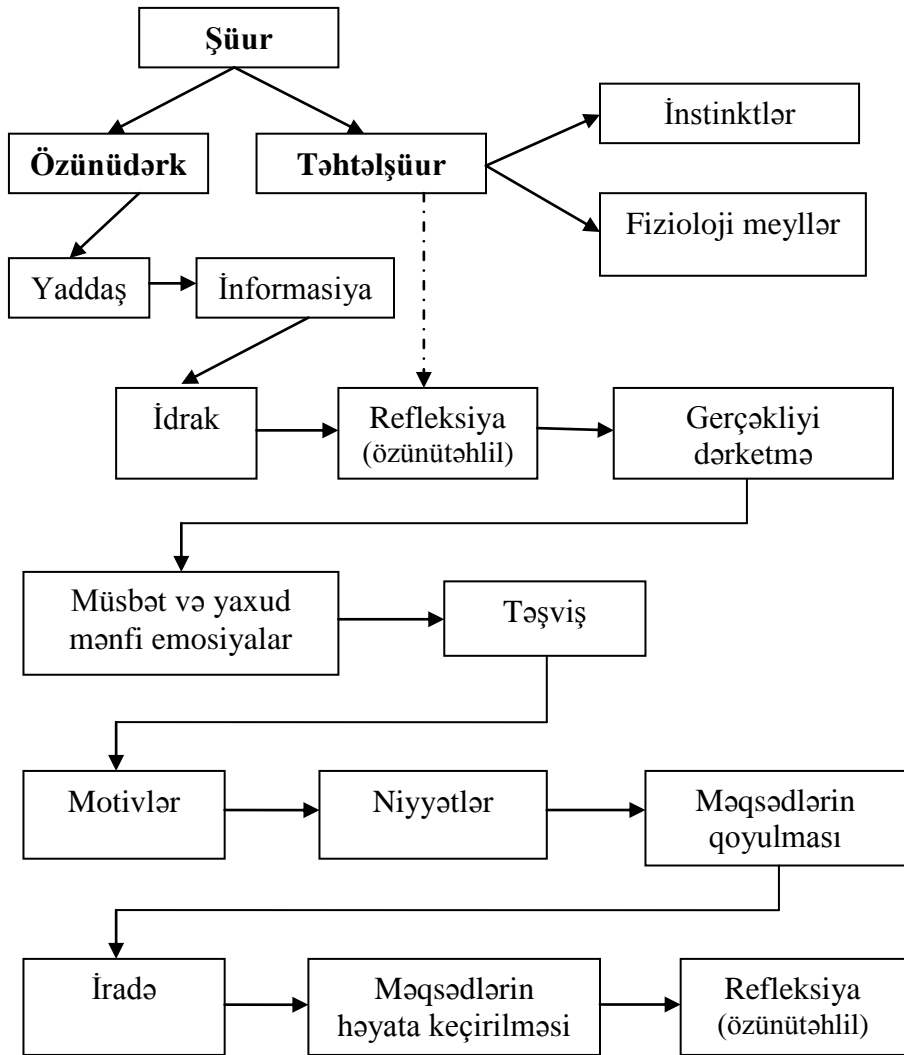 Şüur
İnstinktlər
Özünüdərk
Təhtəlşüur
Fizioloji meyllər
Yaddaş
İnformasiya
İdrak
Refleksiya
(özünütəhlil)
Gerçəkliyi
dərketmə
Müsbət və yaxud
mənfi emosiyalar
Təşviş
Motivlər
Niyyətlər
Məqsədlərin
qoyulması
İradə
Məqsədlərin
həyata keçirilməsi
Refleksiya
(özünütəhlil)